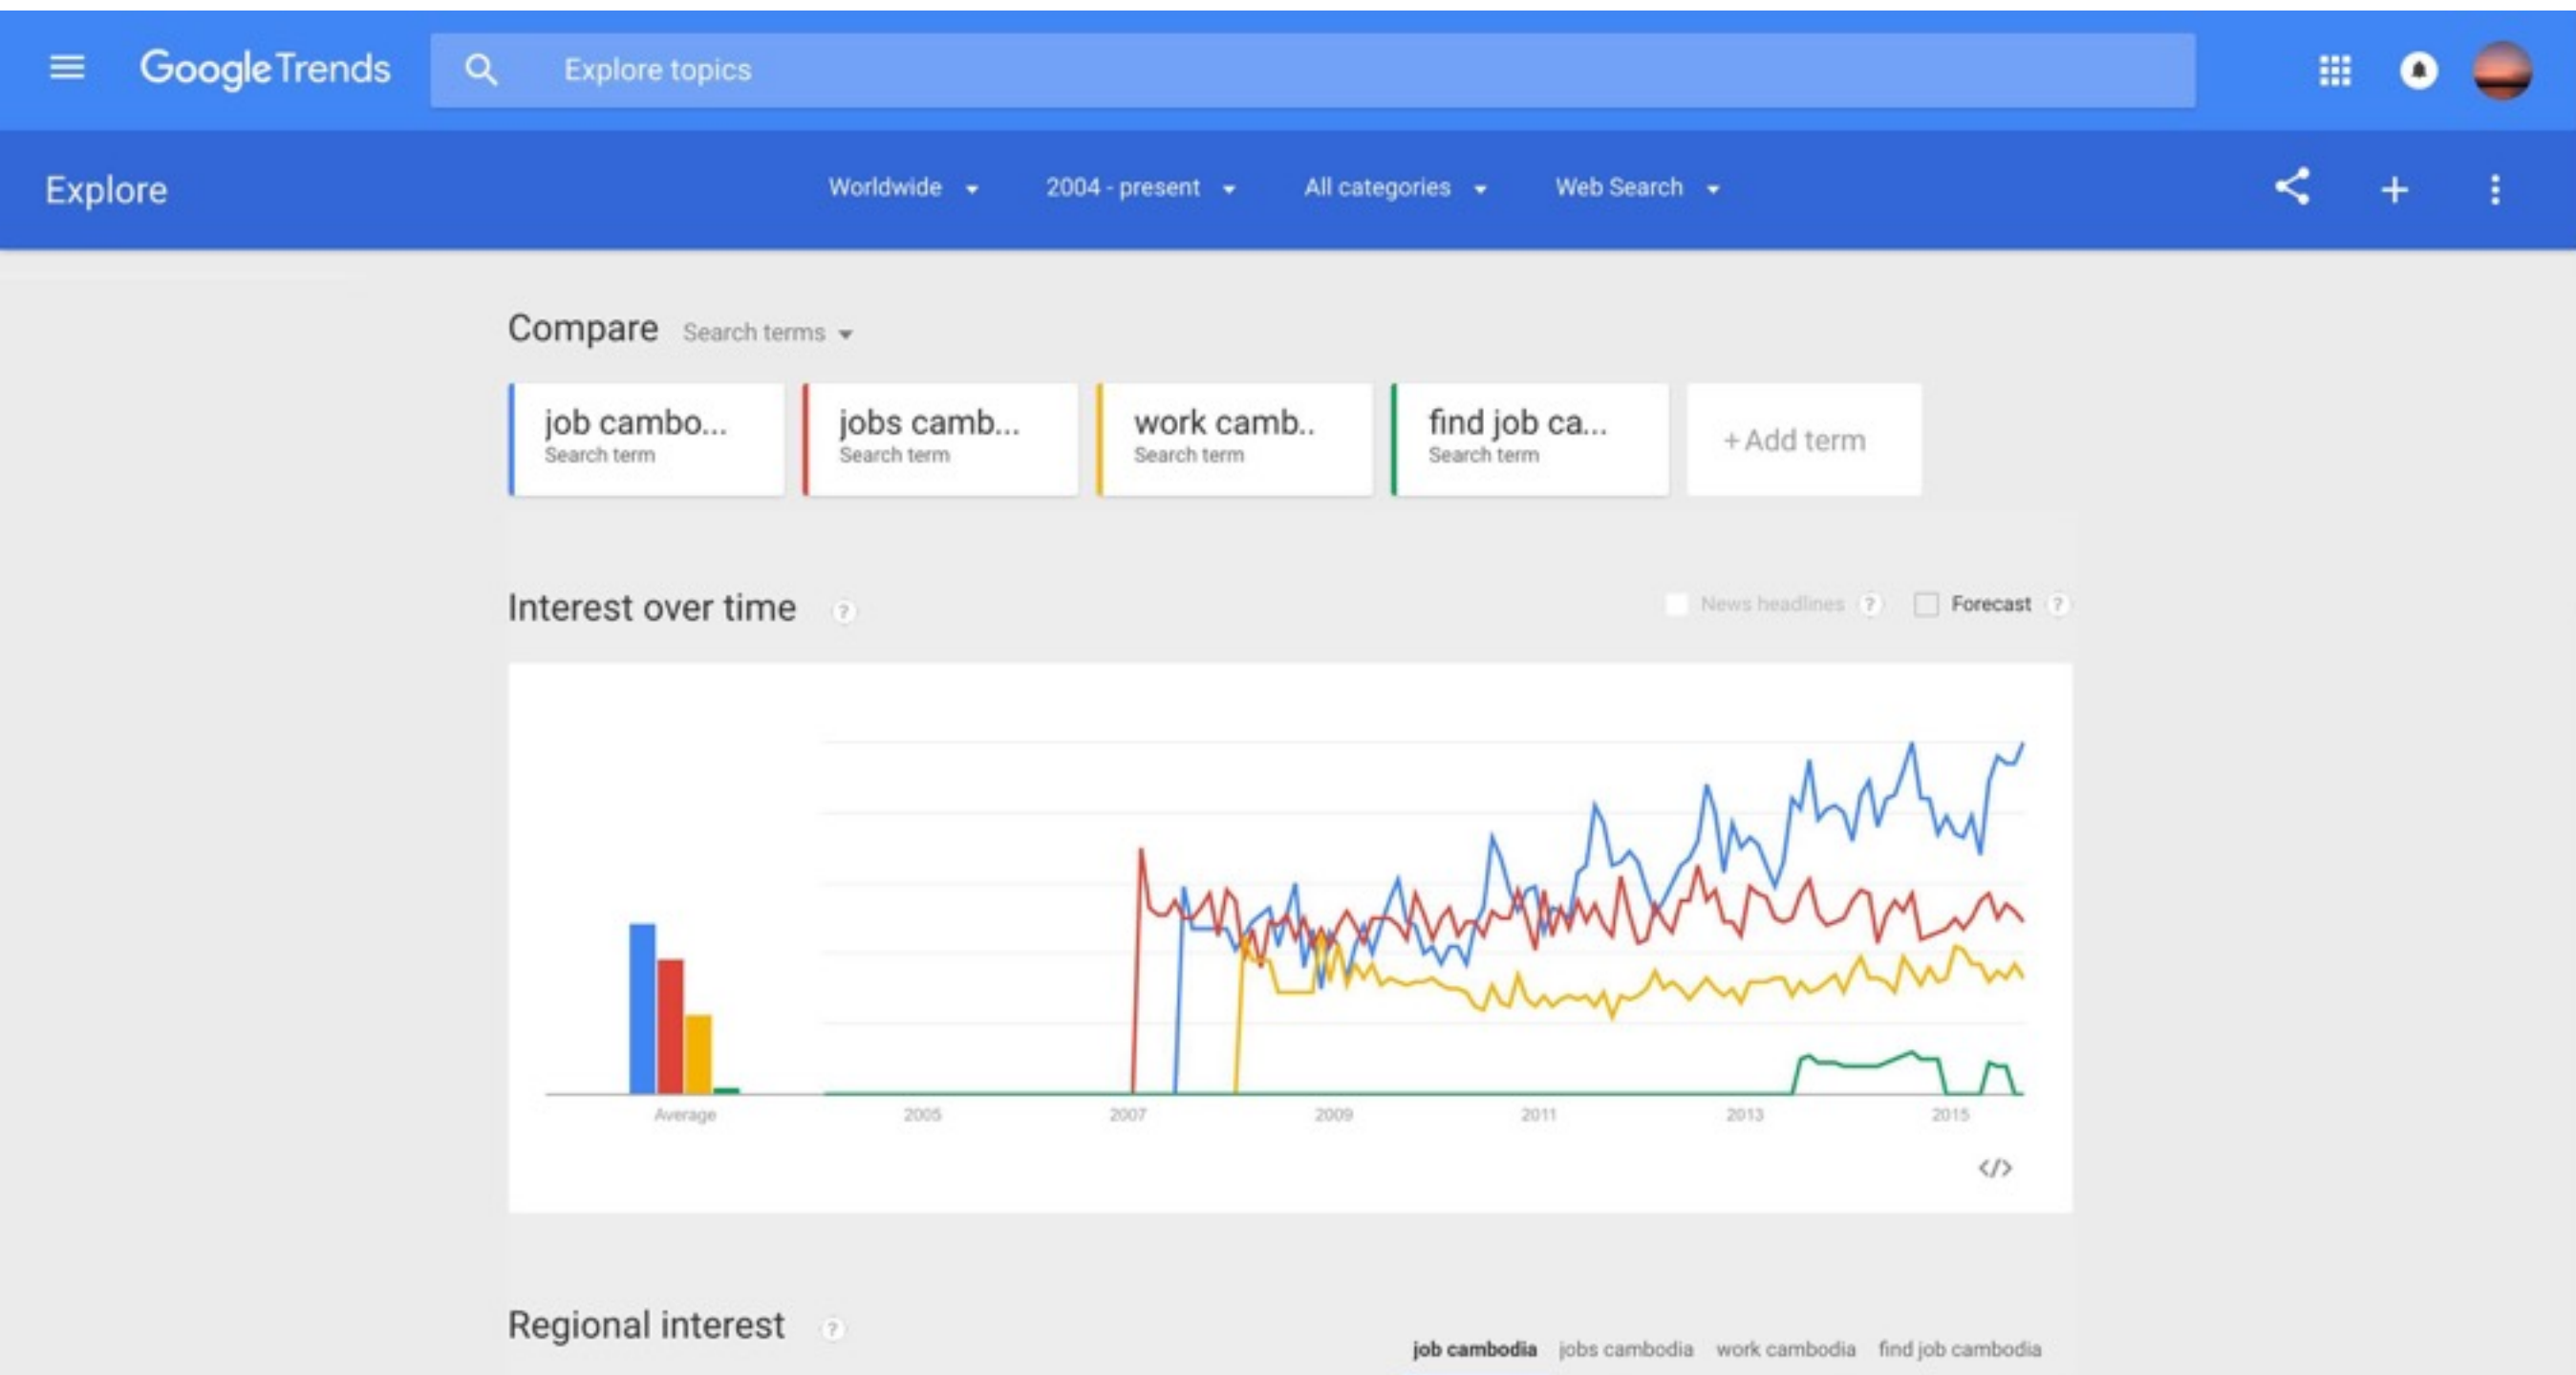 Google Trends
Explore topics
Explore
Worldwide
2004 - present
All categories
Web Search
Compare
Search terms
job cambo...
Search term
jobs camb...
Search term
work camb..
Search term
find job ca...
Search term
+ Add term
Interest over time
?
News headlines
?
Forecast
?
Average
2005
2007
2009
2011
2013
2015
</>
Regional interest
?
job cambodia
jobs cambodia
work cambodia
find job cambodia